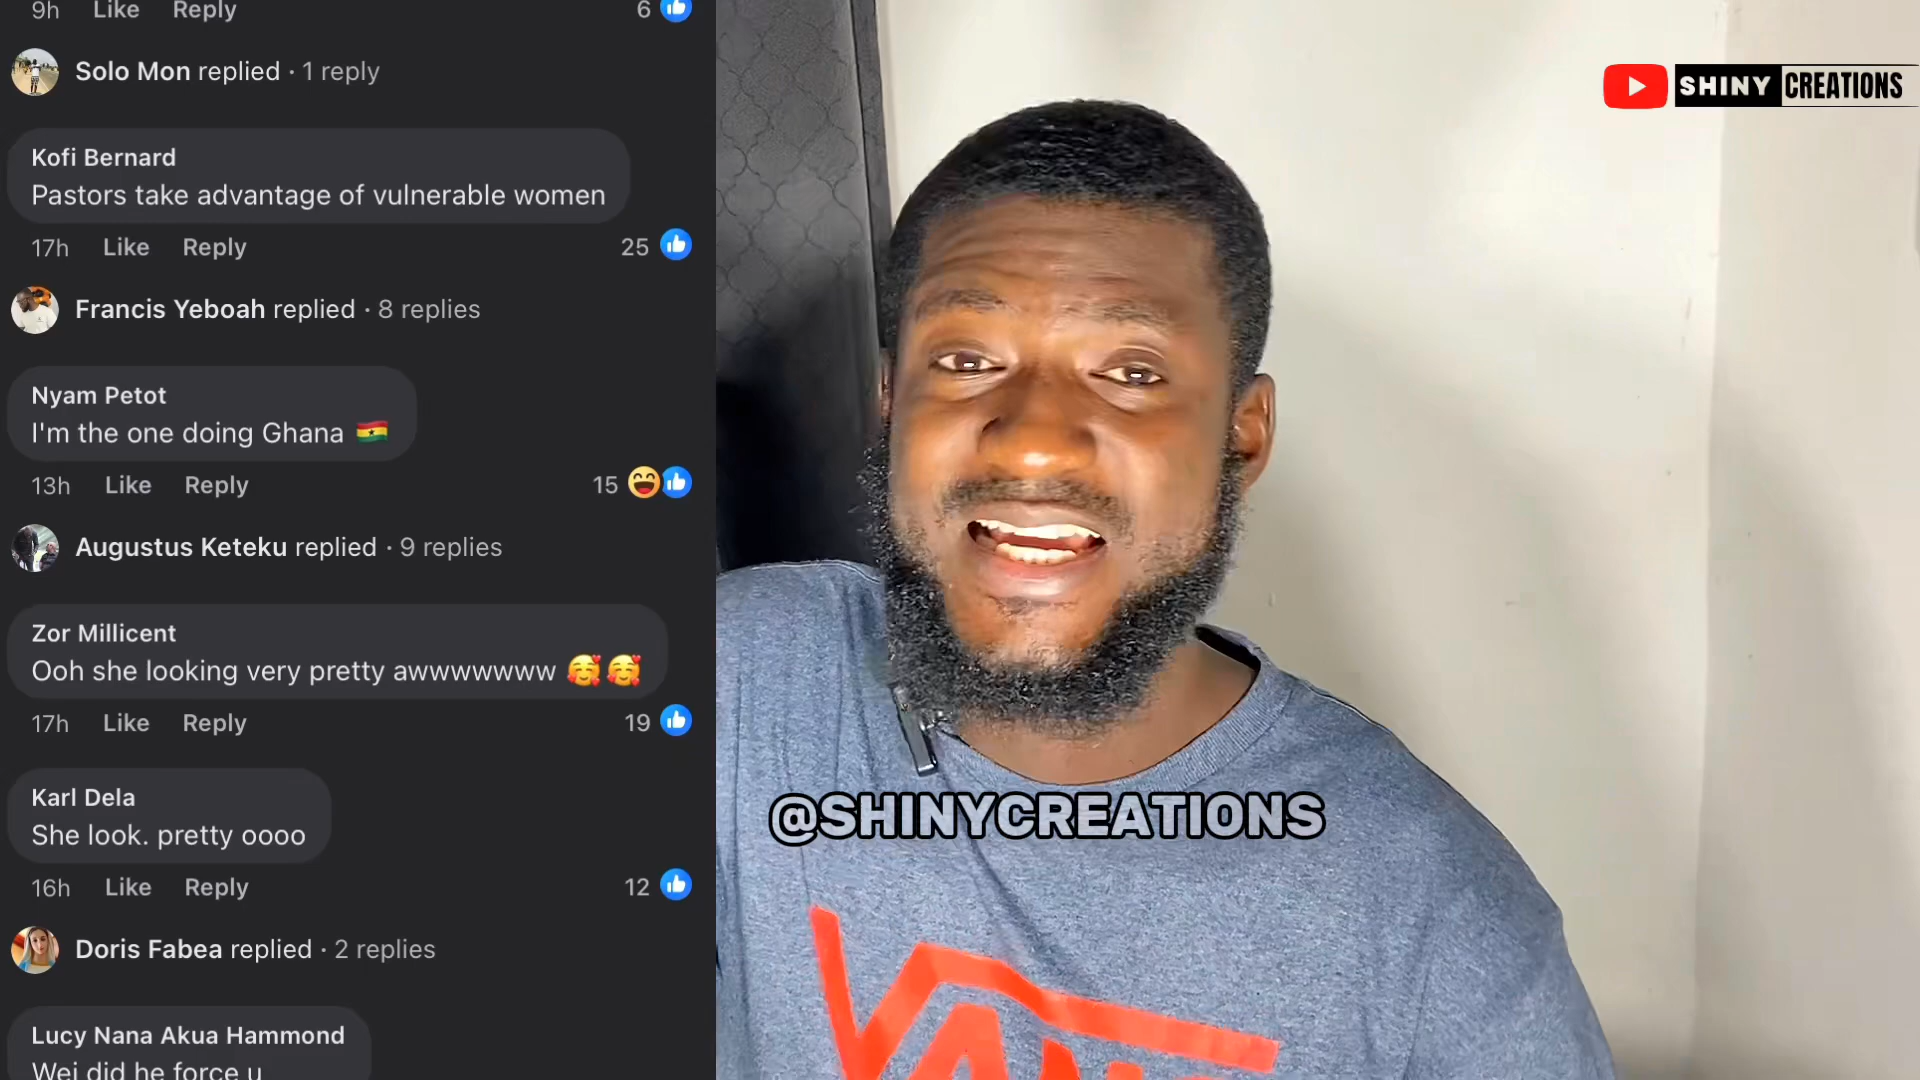 9h Like Reply 6
Solo Mon replied · 1 reply
Kofi Bernard
Pastors take advantage of vulnerable women
17h Like Reply 25
Francis Yeboah replied · 8 replies
Nyam Petot
I'm the one doing Ghana 🇬🇭
13h Like Reply 15
Augustus Keteku replied · 9 replies
Zor Millicent
Ooh she looking very pretty awwwwwww 🥰🥰
17h Like Reply 19
Karl Dela
She look. pretty oooo
16h Like Reply 12
Doris Fabea replied · 2 replies
Lucy Nana Akua Hammond
Wei did he force u
SHINY CREATIONS
@SHINYCREATIONS
VANS